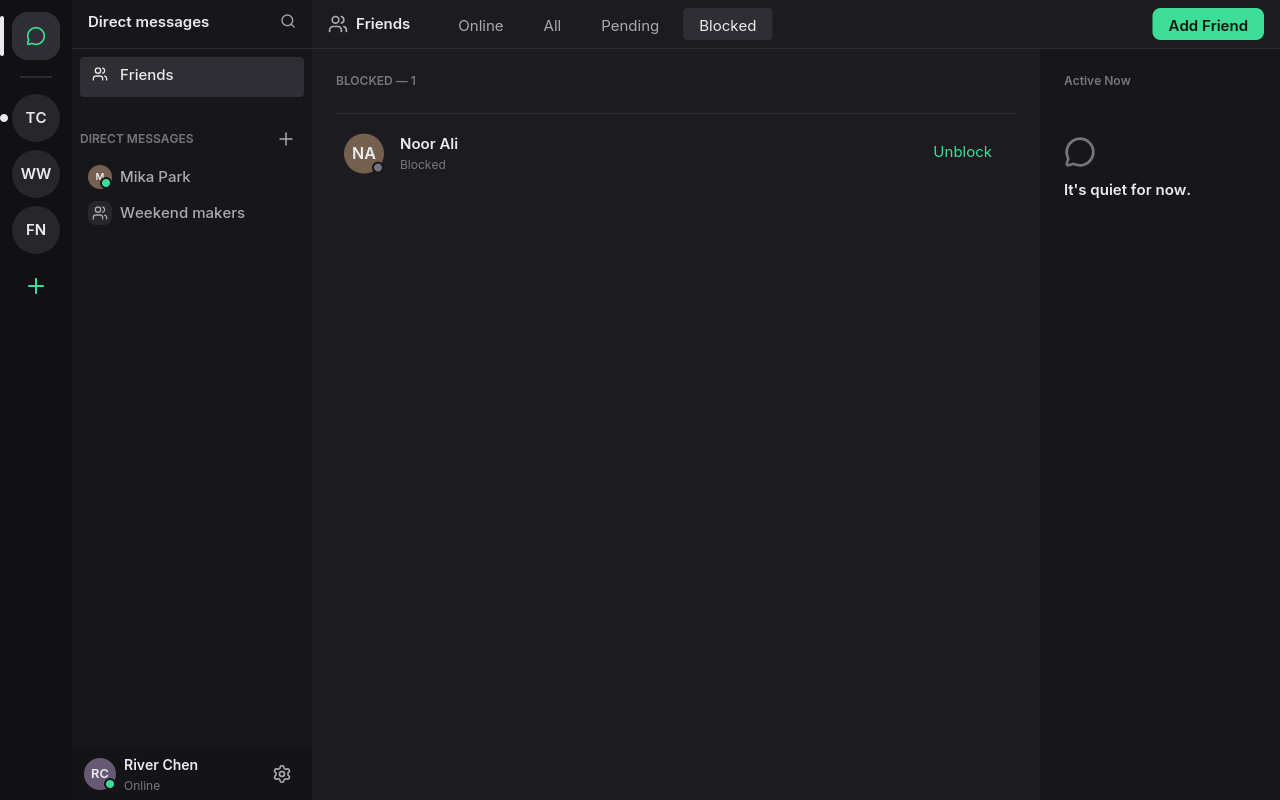 Direct messages
Friends
Online
All
Pending
Blocked
Add Friend
TC
WW
FN
Friends
DIRECT MESSAGES
Mika Park
Weekend makers
BLOCKED — 1
NA
Noor Ali
Blocked
Unblock
Active Now
It's quiet for now.
RC
River Chen
Online